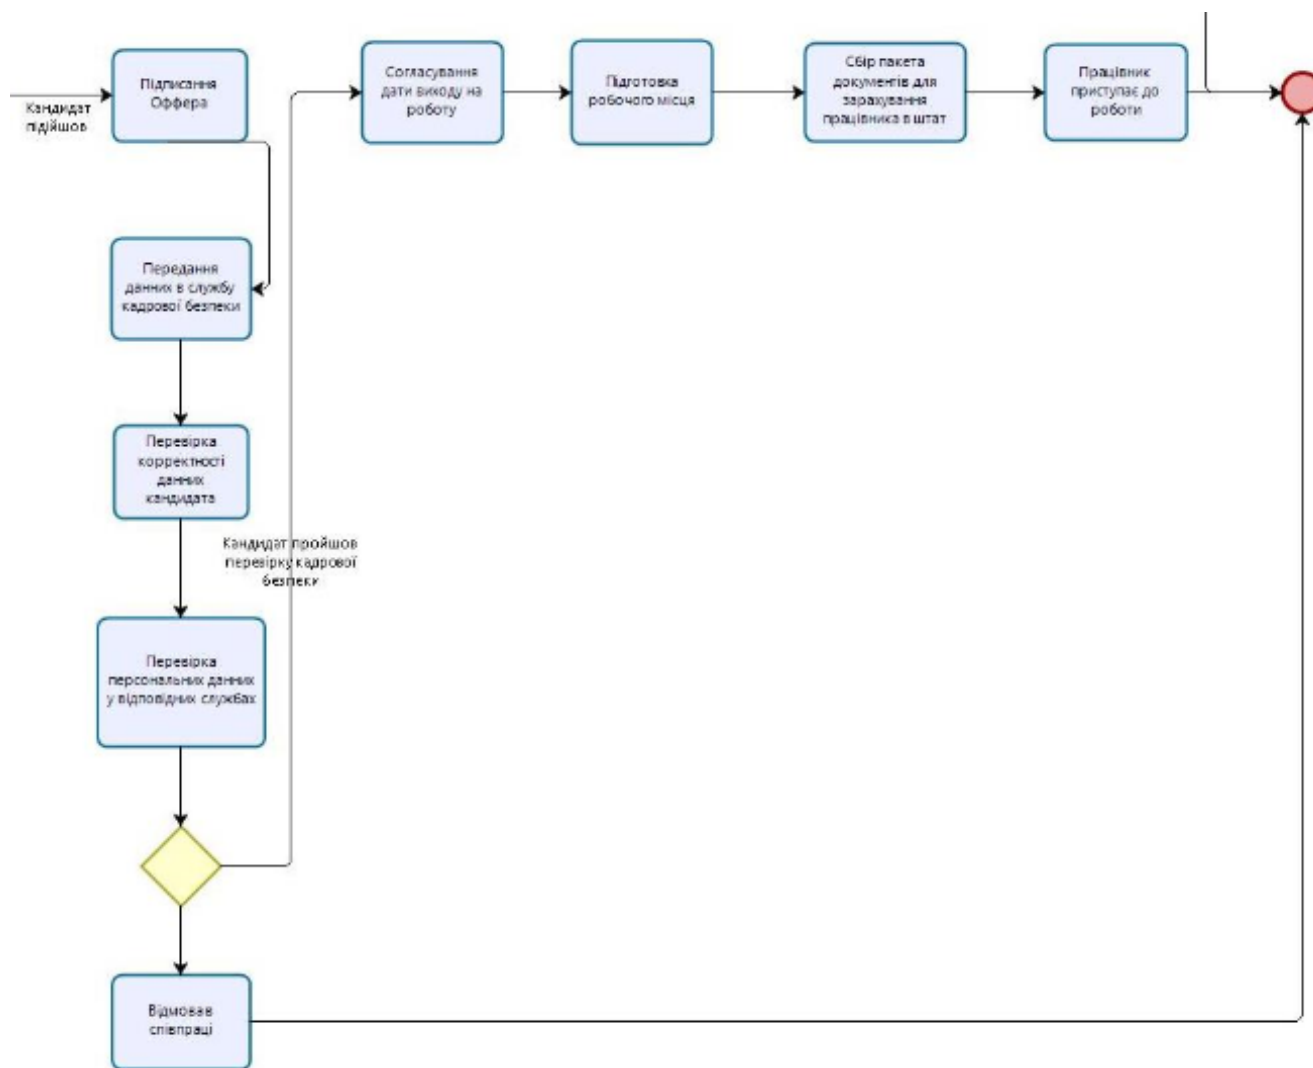 Кандидат
підійшов
Підписання
Оффера
Согласування
дати виходу на
роботу
Підготовка
робочого місця
Сбір пакета
документів для
зарахування
працівника в штат
Працівник
приступає до
роботи
Передання
данних в службу
кадрової безпеки
Перевірка
корректності
данних
кандидата
Кандидат пройшов
перевірку кадрової
безпеки
Перевірка
персональних данних
у відповідних службах
Відмовав
співпраці